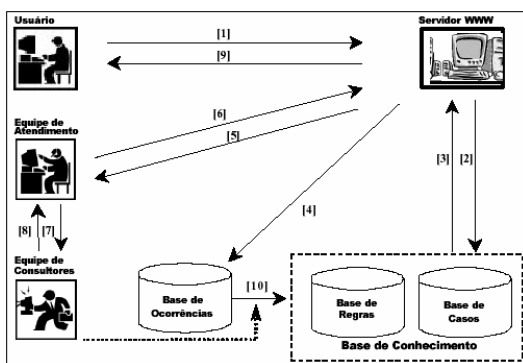 Usuário
[1]
Servidor WWW
[9]
Equipe de
Atendimento
[6]
[5]
[3]
[2]
[4]
[8]
[7]
Equipe de
Consultores
Base de
Ocorrências
[10]
Base de
Regras
Base de
Casos
Base de Conhecimento